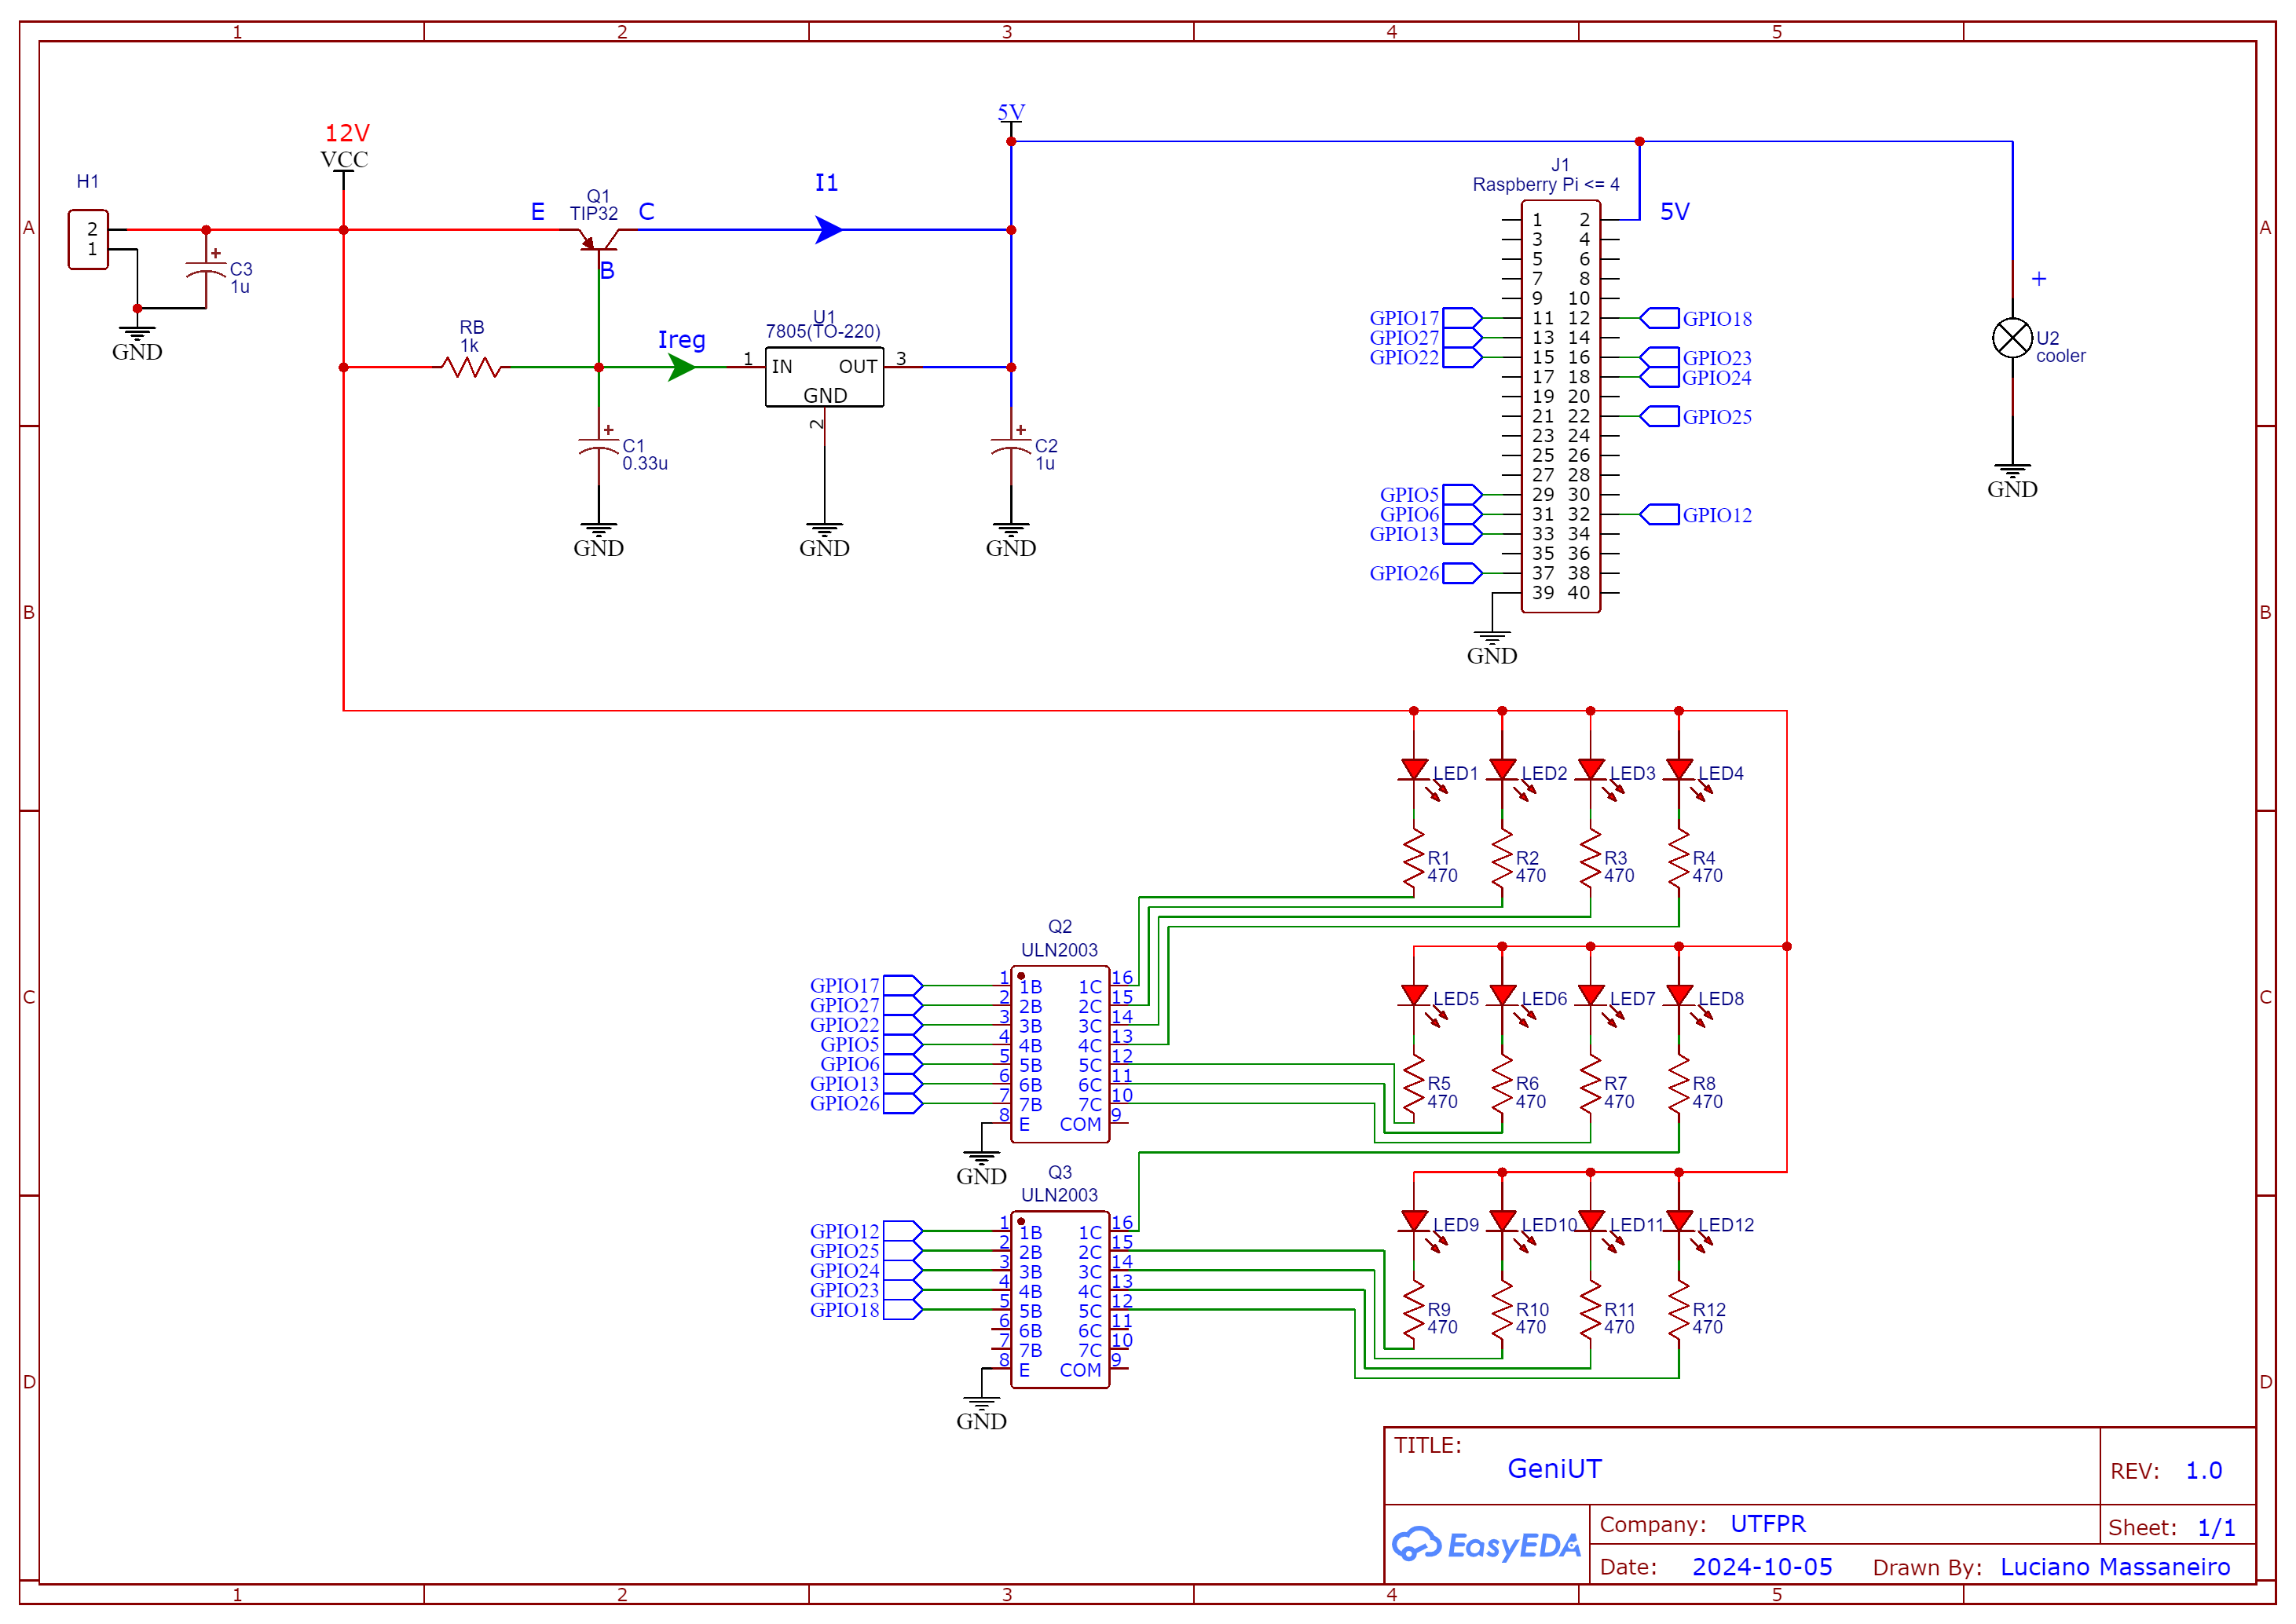 1 2 3 4 5
A A
B B
C C
D D
1 2 3 4 5
12V
VCC
H1
2
1
+
C3
1u
GND
Q1
TIP32
E
C
B
I1
5V
RB
1k
Ireg
U1
7805(TO-220)
1 IN OUT 3
GND
2
+
C1
0.33u
GND
GND
+
C2
1u
GND
J1
Raspberry Pi <= 4
5V
1 2
3 4
5 6
7 8
9 10
GPIO17 11 12 GPIO18
GPIO27 13 14
GPIO22 15 16 GPIO23
17 18 GPIO24
19 20
21 22 GPIO25
23 24
25 26
27 28
GPIO5 29 30
GPIO6 31 32 GPIO12
GPIO13 33 34
35 36
GPIO26 37 38
39 40
GND
+
U2
cooler
GND
LED1 LED2 LED3 LED4
R1 R2 R3 R4
470 470 470 470
Q2
ULN2003
GPIO17 1 1B 1C 16
GPIO27 2 2B 2C 15
GPIO22 3 3B 3C 14
GPIO5 4 4B 4C 13
GPIO6 5 5B 5C 12
GPIO13 6 6B 6C 11
GPIO26 7 7B 7C 10
8 E COM 9
GND
LED5 LED6 LED7 LED8
R5 R6 R7 R8
470 470 470 470
Q3
ULN2003
GPIO12 1 1B 1C 16
GPIO25 2 2B 2C 15
GPIO24 3 3B 3C 14
GPIO23 4 4B 4C 13
GPIO18 5 5B 5C 12
6 6B 6C 11
7 7B 7C 10
8 E COM 9
GND
LED9 LED10 LED11 LED12
R9 R10 R11 R12
470 470 470 470
TITLE:
GeniUT
REV: 1.0
EasyEDA
Company: UTFPR
Sheet: 1/1
Date: 2024-10-05 Drawn By: Luciano Massaneiro